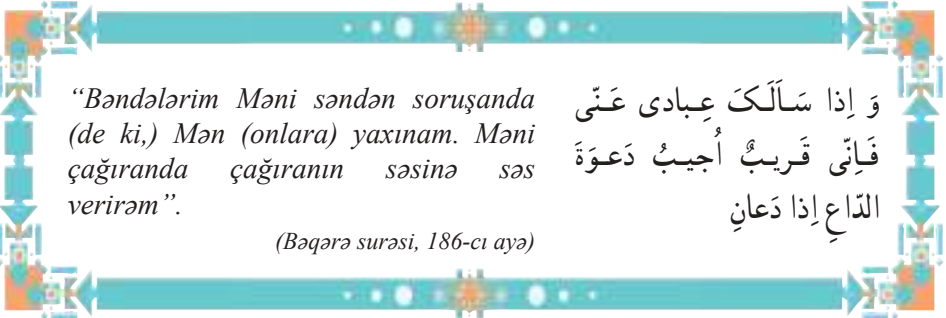 “Bəndələrim Məni səndən soruşanda
(de ki,) Mən (onlara) yaxınam. Məni
çağıranda çağıranın səsinə səs
verirəm”.
(Bəqərə surəsi, 186-cı ayə)
وَ اِذا سَاَلَکَ عِبادی عَنّی
فَاِنّی قَریبٌ اُجیبُ دَعوَةَ
الدّاعِ اِذا دَعانِ